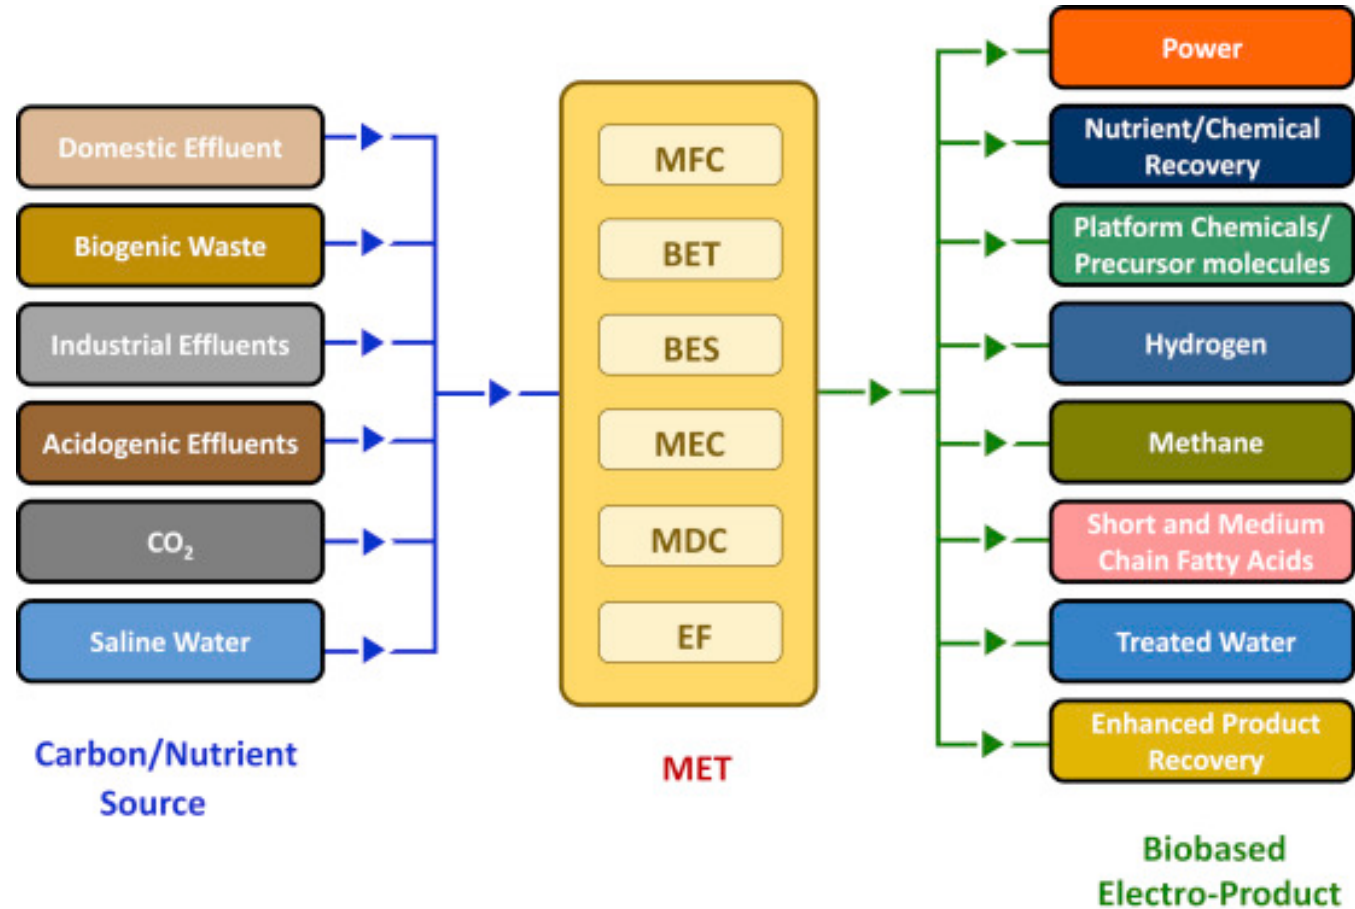 Domestic Effluent
Biogenic Waste
Industrial Effluents
Acidogenic Effluents
CO₂
Saline Water
Carbon/Nutrient
Source
MFC
BET
BES
MEC
MDC
EF
MET
Power
Nutrient/Chemical
Recovery
Platform Chemicals/
Precursor molecules
Hydrogen
Methane
Short and Medium
Chain Fatty Acids
Treated Water
Enhanced Product
Recovery
Biobased
Electro-Product